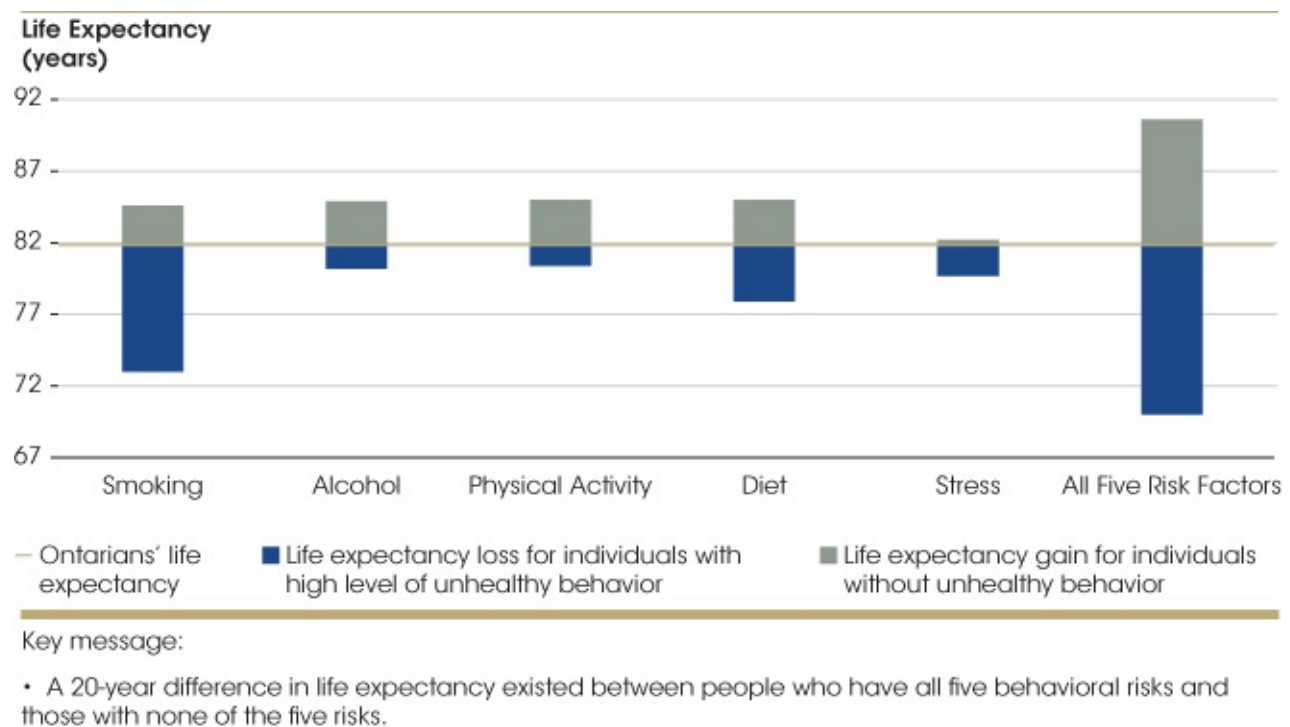 Life Expectancy
(years)
92
87
82
77
72
67
Smoking
Alcohol
Physical Activity
Diet
Stress
All Five Risk Factors
Ontarians' life
expectancy
Life expectancy loss for individuals with
high level of unhealthy behavior
Life expectancy gain for individuals
without unhealthy behavior
Key message:
• A 20-year difference in life expectancy existed between people who have all five behavioral risks and
those with none of the five risks.